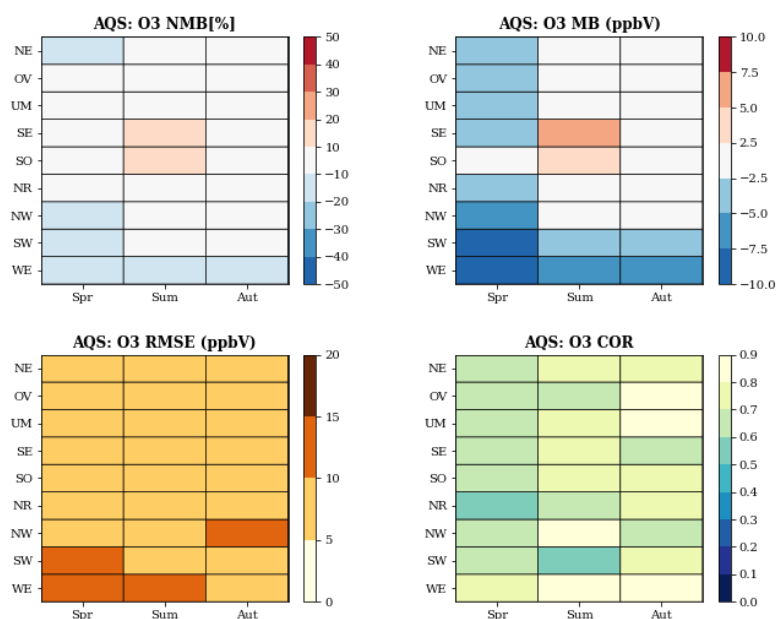 AQS: O3 NMB[%]
NE
OV
UM
SE
SO
NR
NW
SW
WE
Spr Sum Aut
50
40
30
20
10
−10
−20
−30
−40
−50
AQS: O3 MB (ppbV)
NE
OV
UM
SE
SO
NR
NW
SW
WE
Spr Sum Aut
10.0
7.5
5.0
2.5
−2.5
−5.0
−7.5
−10.0
AQS: O3 RMSE (ppbV)
NE
OV
UM
SE
SO
NR
NW
SW
WE
Spr Sum Aut
20
15
10
5
0
AQS: O3 COR
NE
OV
UM
SE
SO
NR
NW
SW
WE
Spr Sum Aut
0.9
0.8
0.7
0.6
0.5
0.4
0.3
0.2
0.1
0.0